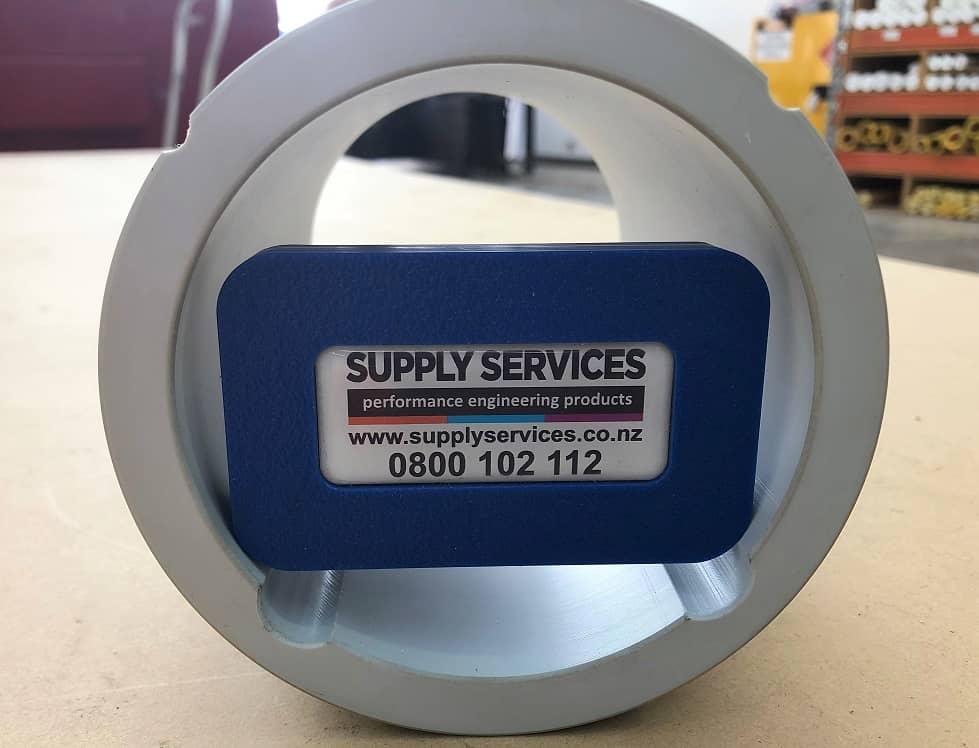 SUPPLY SERVICES
performance engineering products
www.supplyservices.co.nz
0800 102 112